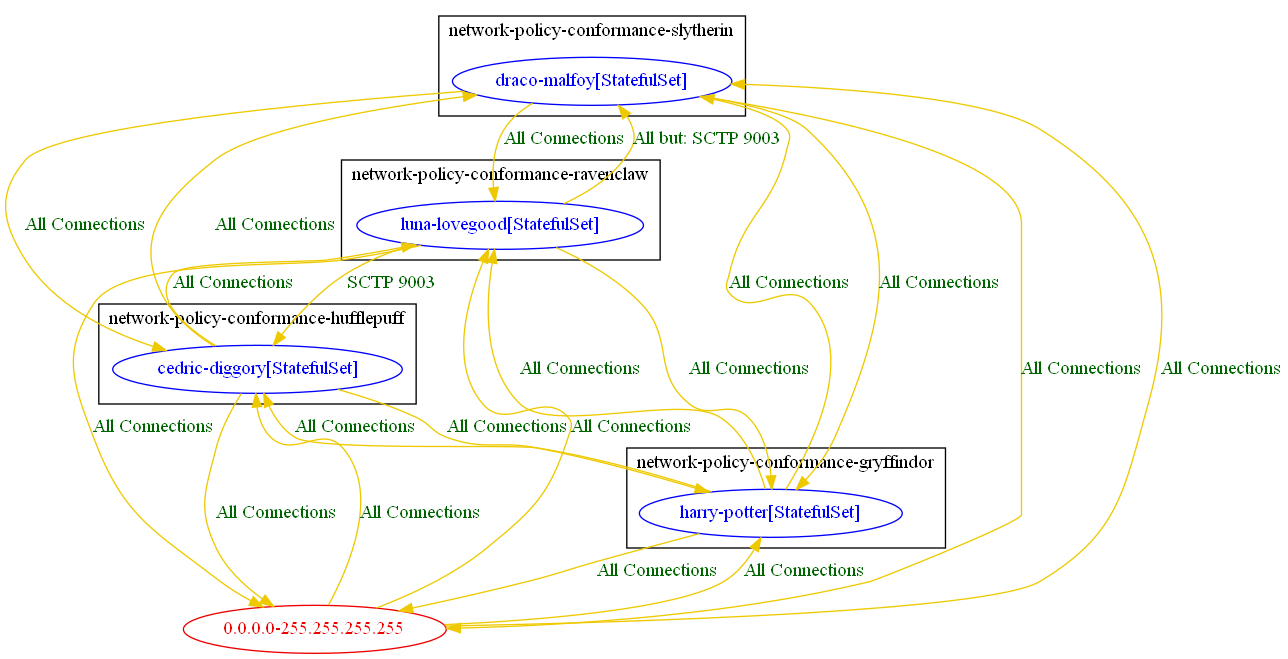 network-policy-conformance-slytherin
draco-malfoy[StatefulSet]
All Connections
All but: SCTP 9003
network-policy-conformance-ravenclaw
luna-lovegood[StatefulSet]
All Connections
All Connections
All Connections
SCTP 9003
All Connections
All Connections
network-policy-conformance-hufflepuff
cedric-diggory[StatefulSet]
All Connections
All Connections
All Connections
All Connections
All Connections
All Connections
All Connections
All Connections
network-policy-conformance-gryffindor
harry-potter[StatefulSet]
All Connections
All Connections
All Connections
All Connections
0.0.0.0-255.255.255.255